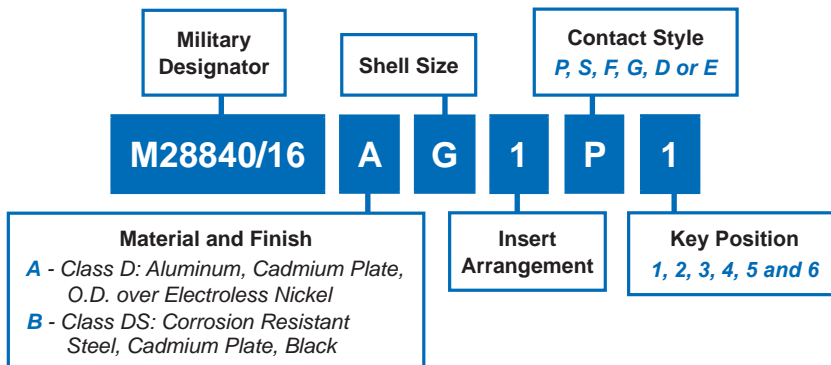 Military
Designator
Shell Size
Contact Style
P, S, F, G, D or E
M28840/16 A G 1 P 1
Material and Finish
A - Class D: Aluminum, Cadmium Plate,
O.D. over Electroless Nickel
B - Class DS: Corrosion Resistant
Steel, Cadmium Plate, Black
Insert
Arrangement
Key Position
1, 2, 3, 4, 5 and 6